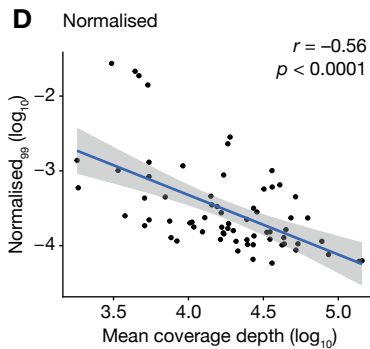 D Normalised
r = –0.56
p < 0.0001
Normalised99 (log10)
–2
–3
–4
3.5 4.0 4.5 5.0
Mean coverage depth (log10)